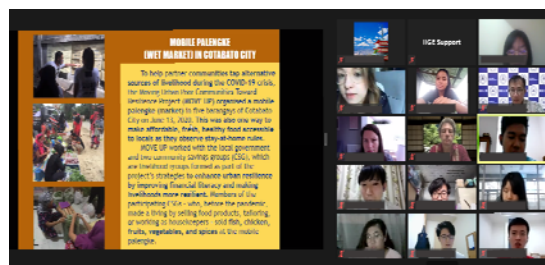 MOBILE PALENGKE
(WET MARKET) IN COTABATO CITY
To help partner communities tap alternative
sources of livelihood during the COVID-19 crisis,
the Moving Urban Poor Communities Toward
Resilience Project (MOVE UP) organised a mobile
palengke (market) in five barangays of Cotabato
City on June 13, 2020. This was also one way to
make affordable, fresh, healthy food accessible
to locals as they observe stay-at-home rules.
MOVE UP worked with the local government
and two community savings groups (CSG), which
are livelihood groups formed as part of the
project's strategies to enhance urban resilience
by improving financial literacy and making
livelihoods more resilient. Members of the
participating CSGs - who, before the pandemic,
made a living by selling food products, tailoring,
or working as housekeepers - sold fish, chicken,
fruits, vegetables, and spices at the mobile
palengke.
IIGE Support